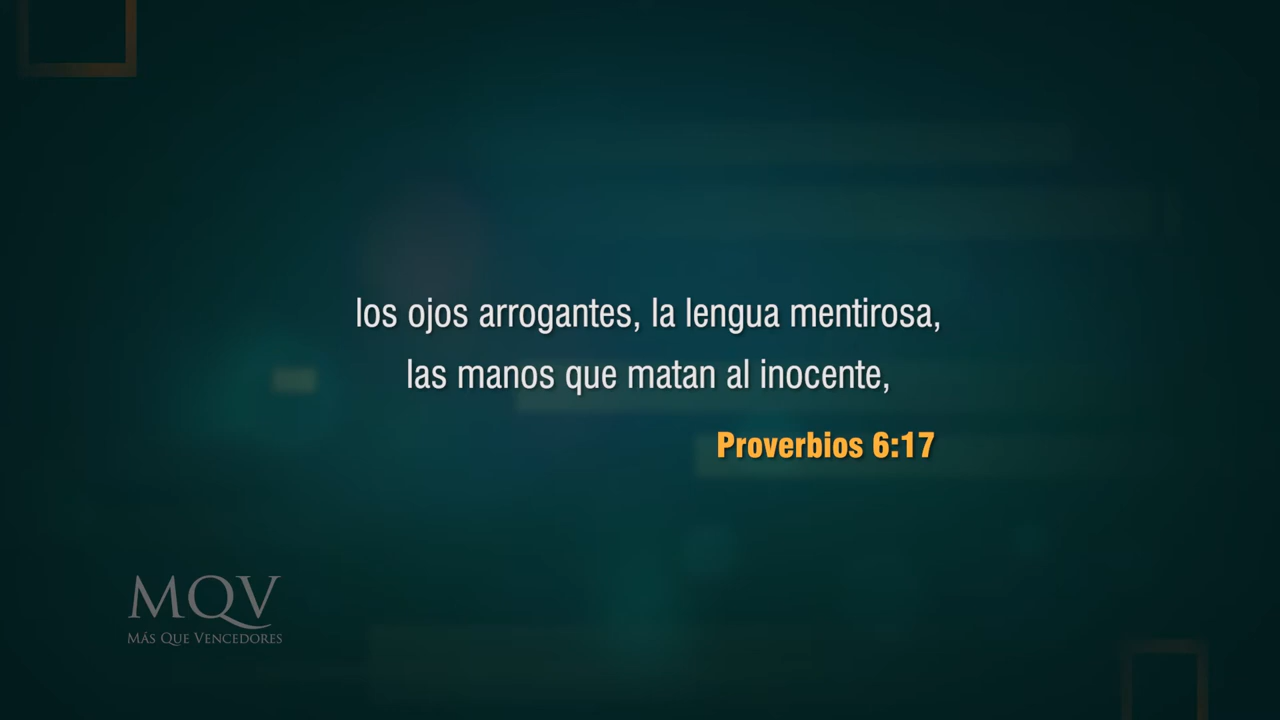 los ojos arrogantes, la lengua mentirosa,
las manos que matan al inocente,
Proverbios 6:17
MQV
MÁS QUE VENCEDORES